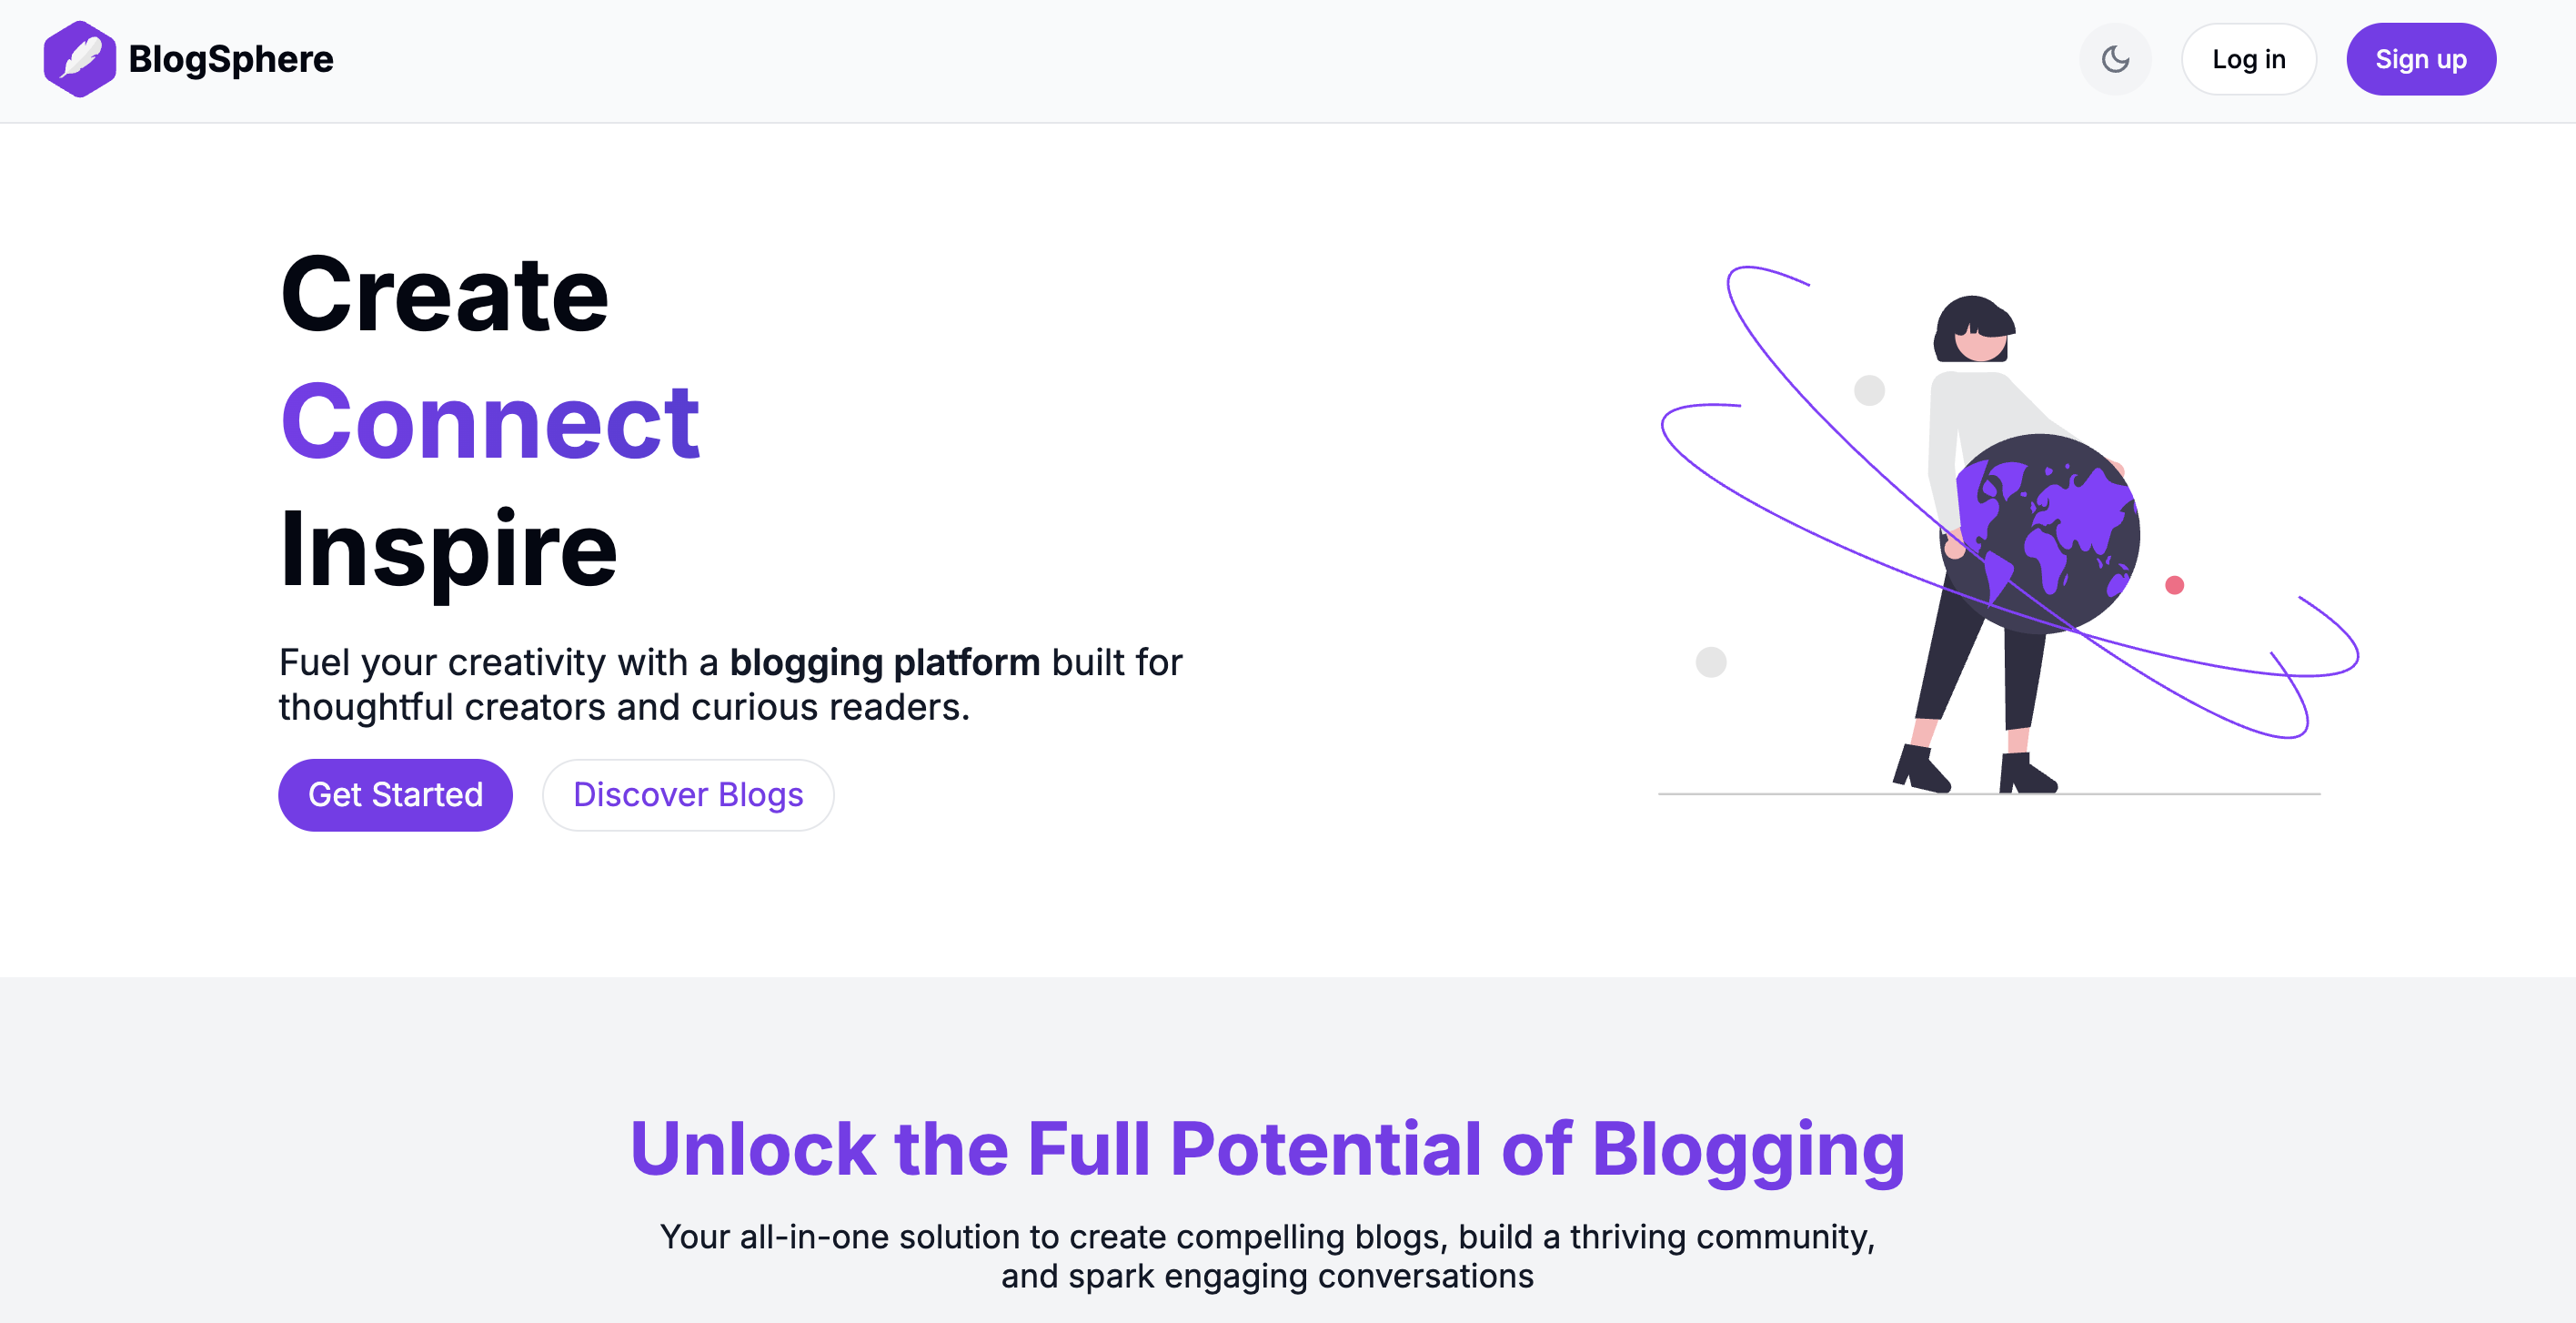 BlogSphere
Log in
Sign up
Create
Connect
Inspire
Fuel your creativity with a blogging platform built for
thoughtful creators and curious readers.
Get Started
Discover Blogs
Unlock the Full Potential of Blogging
Your all-in-one solution to create compelling blogs, build a thriving community,
and spark engaging conversations